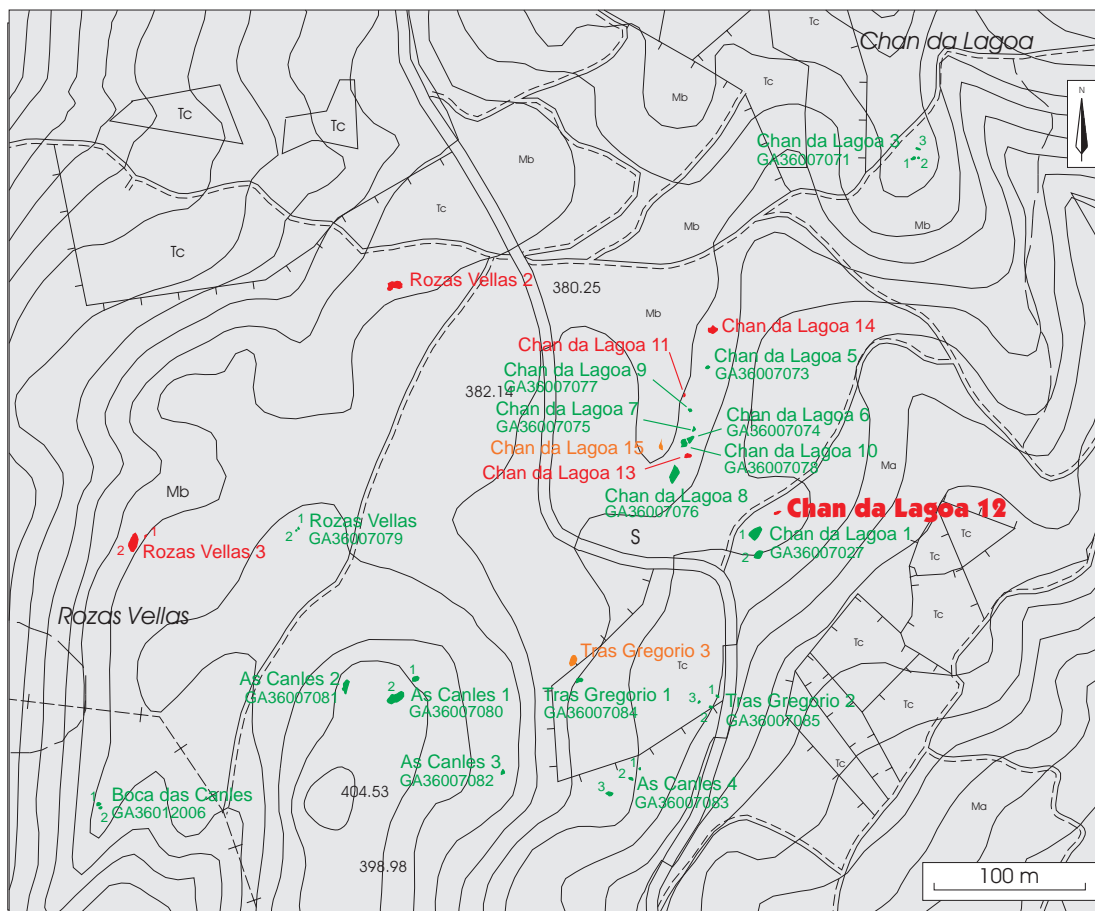 Tc
Chan da Lagoa
Tc
Tc
Tc
Mb
N
Chan da Lagoa 3
GA36007071
3
1
2
Mb
Tc
Mb
Mb
Tc
Rozas Vellas 2
380.25
Mb
Chan da Lagoa 14
Chan da Lagoa 11
Chan da Lagoa 5
GA36007073
Chan da Lagoa 9
GA36007077
382.14
Chan da Lagoa 7
GA36007075
Chan da Lagoa 6
GA36007074
Chan da Lagoa 15
Chan da Lagoa 10
GA36007078
Chan da Lagoa 13
Ma
Mb
Chan da Lagoa 8
GA36007076
Chan da Lagoa 12
1
Rozas Vellas
2
GA36007079
1
2
Rozas Vellas 3
S
1
Chan da Lagoa 1
2
GA36007027
Tc
Tc
Tc
Rozas Vellas
Tc
Tras Gregorio 3
Tc
Tc
As Canles 2
GA36007081
1
2
As Canles 1
GA36007080
Tras Gregorio 1
GA36007084
3
1
2
Tras Gregorio 2
GA36007085
Tc
As Canles 3
GA36007082
1
2
3
As Canles 4
GA36007083
Tc
404.53
1
Boca das Canles
2
GA36012006
Ma
398.98
100 m